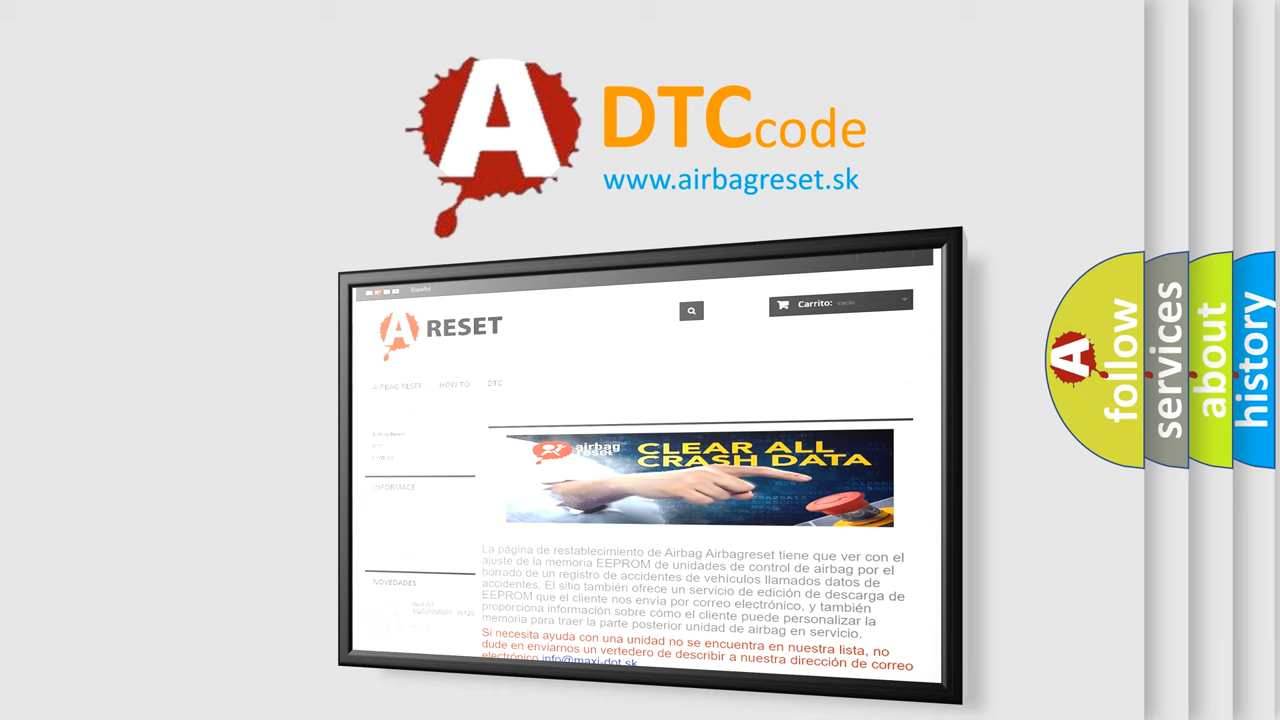 A
DTCcode
www.airbagreset.sk
Español
Carrito: vacío
A RESET
AIRBAG RESET HOW TO DTC
INFORMACE
NOVEDADES
airbag
reset
CLEAR ALL
CRASH DATA
La página de restablecimiento de Airbag Airbagreset tiene que ver con el
ajuste de la memoria EEPROM de unidades de control de airbag por el
borrado de un registro de accidentes de vehículos llamados datos de
accidentes. El sitio también ofrece un servicio de edición de descarga de
EEPROM que el cliente nos envía por correo electrónico, y también
proporciona información sobre cómo el cliente puede personalizar la
memoria para traer la parte posterior unidad de airbag en servicio.
Si necesita ayuda con una unidad no se encuentra en nuestra lista, no
dude en enviarnos un vertedero de describir a nuestra dirección de correo
electrónico info@maxi-dot.sk
A
follow
services
about
history